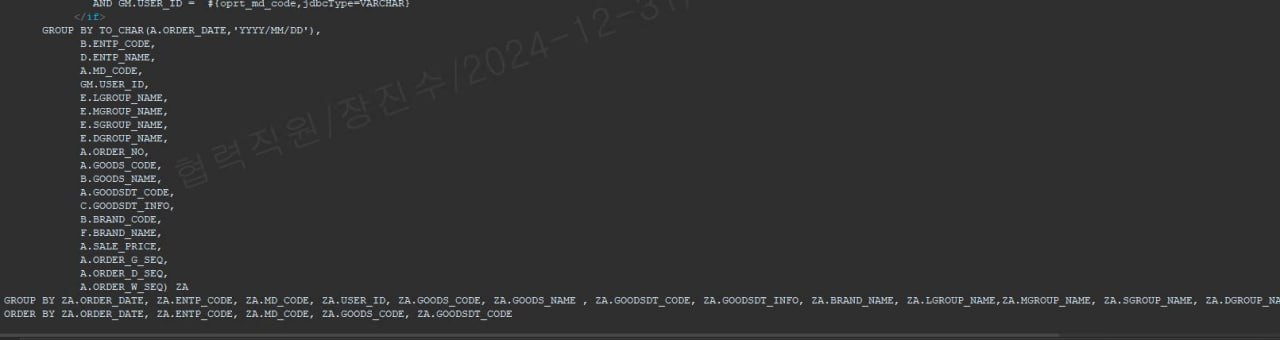 AND GM.USER_ID =  #{oprt_md_code,jdbcType=VARCHAR}
</if>
GROUP BY TO_CHAR(A.ORDER_DATE,'YYYY/MM/DD'),
B.ENTP_CODE,
D.ENTP_NAME,
A.MD_CODE,
GM.USER_ID,
E.LGROUP_NAME,
E.MGROUP_NAME,
E.SGROUP_NAME,
E.DGROUP_NAME,
A.ORDER_NO,
A.GOODS_CODE,
B.GOODS_NAME,
A.GOODSDT_CODE,
C.GOODSDT_INFO,
B.BRAND_CODE,
F.BRAND_NAME,
A.SALE_PRICE,
A.ORDER_G_SEQ,
A.ORDER_D_SEQ,
A.ORDER_W_SEQ) ZA
GROUP BY ZA.ORDER_DATE, ZA.ENTP_CODE, ZA.MD_CODE, ZA.USER_ID, ZA.GOODS_CODE, ZA.GOODS_NAME , ZA.GOODSDT_CODE, ZA.GOODSDT_INFO, ZA.BRAND_NAME, ZA.LGROUP_NAME,ZA.MGROUP_NAME, ZA.SGROUP_NAME, ZA.DGROUP_NA
ORDER BY ZA.ORDER_DATE, ZA.ENTP_CODE, ZA.MD_CODE, ZA.GOODS_CODE, ZA.GOODSDT_CODE
협력직원/장진수/2024-12-31/